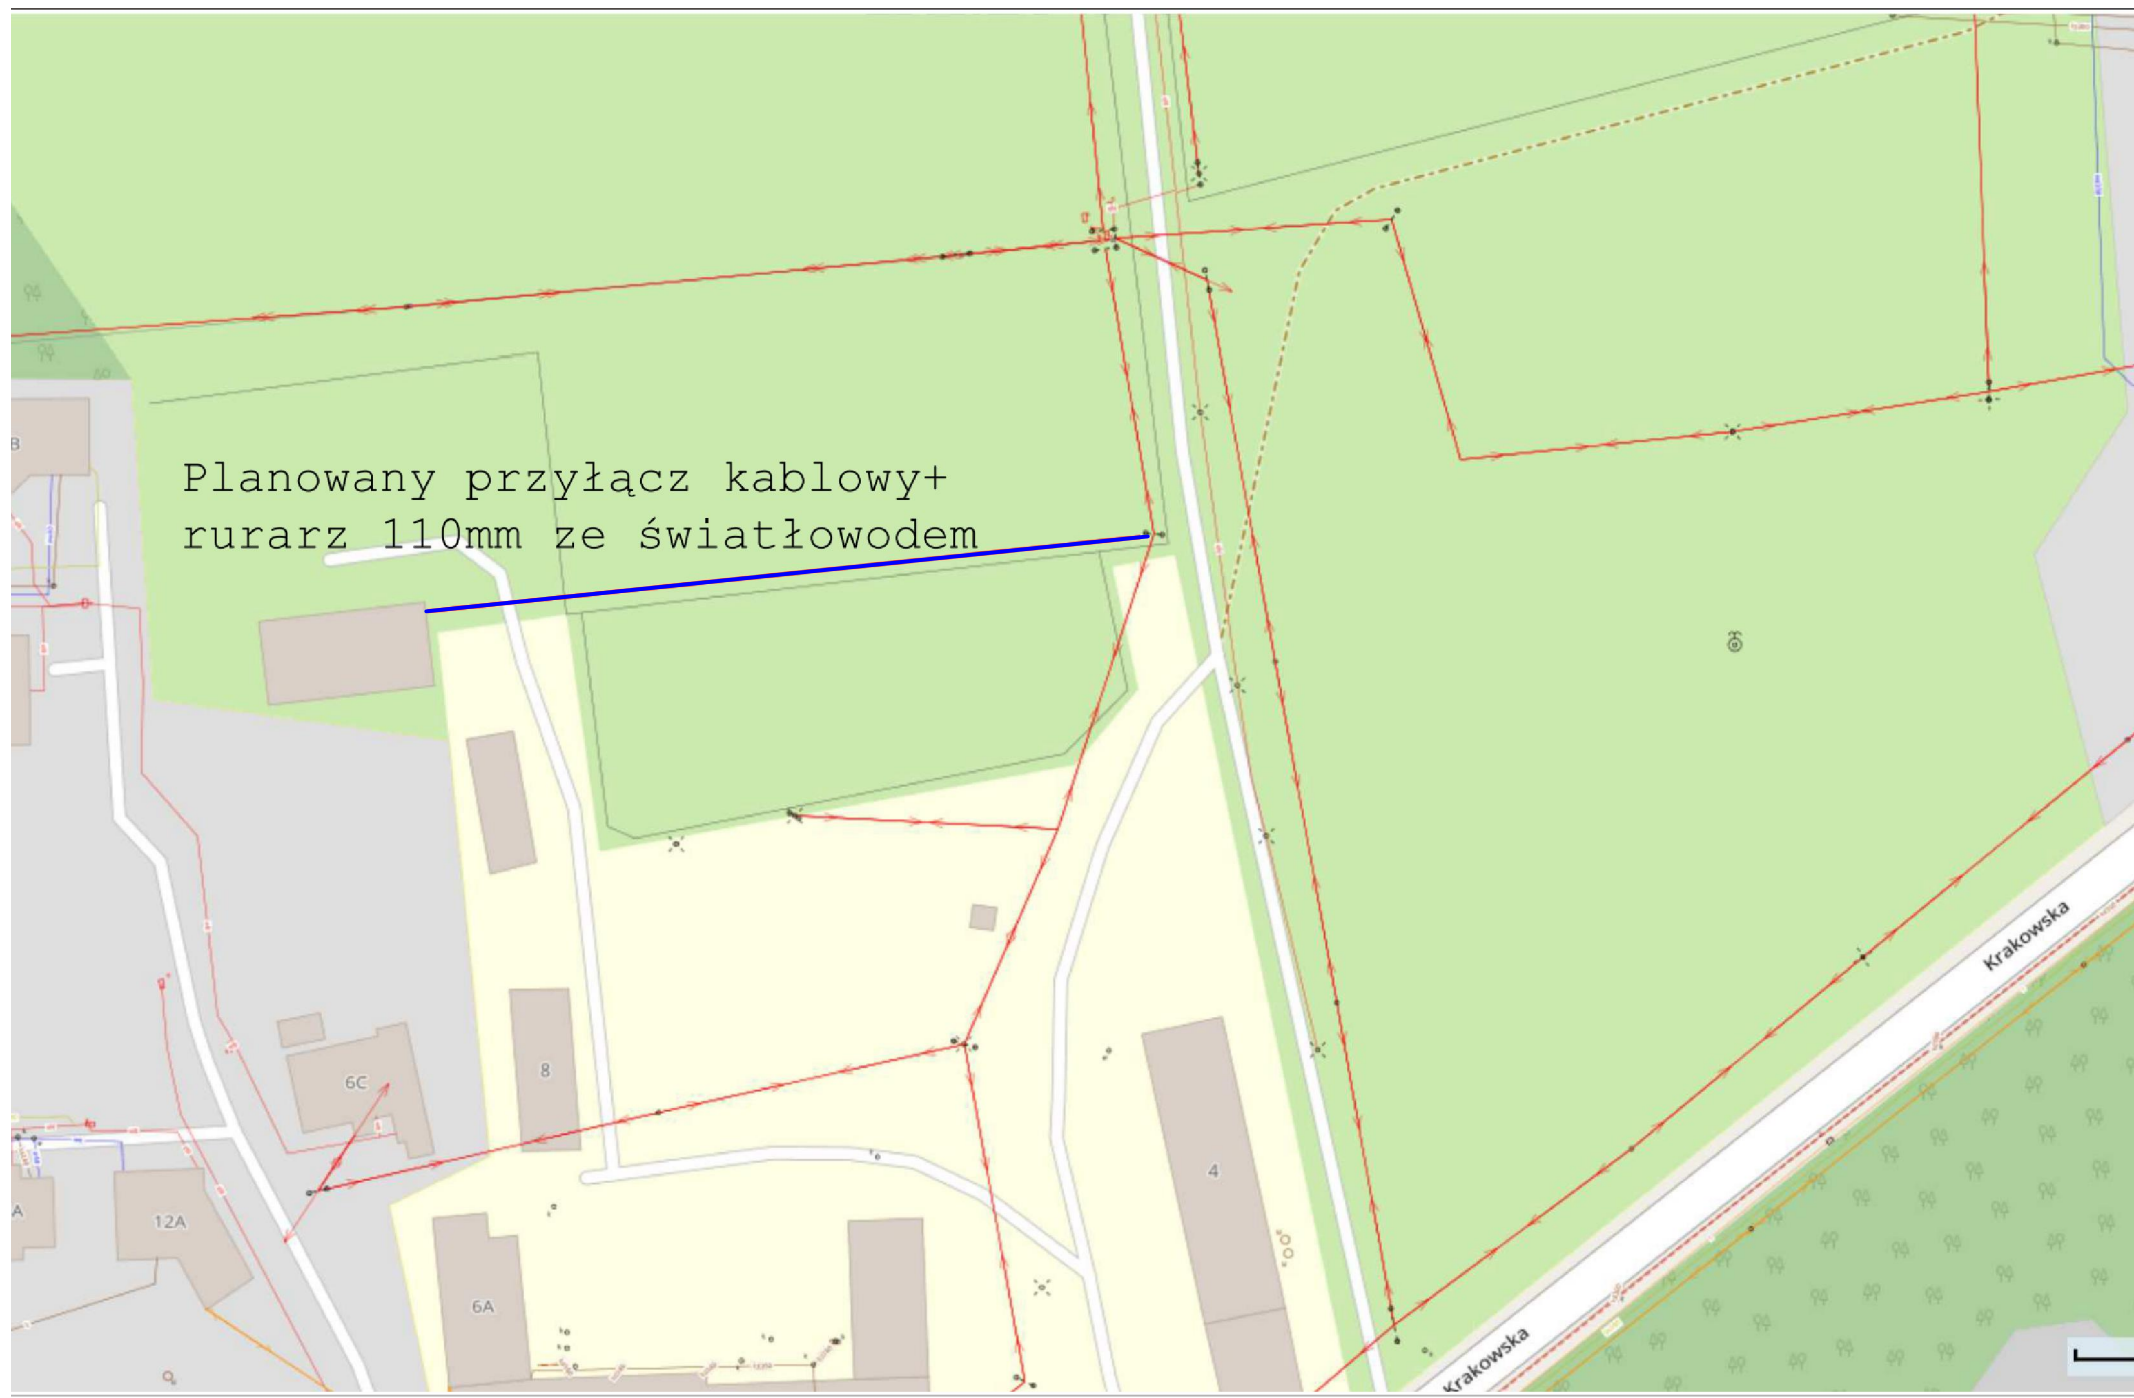 Planowany przyłącz kablowy+
rurarz 110mm ze światłowodem
B
Krakowska
6C
8
4
A
12A
6A
Krakowska